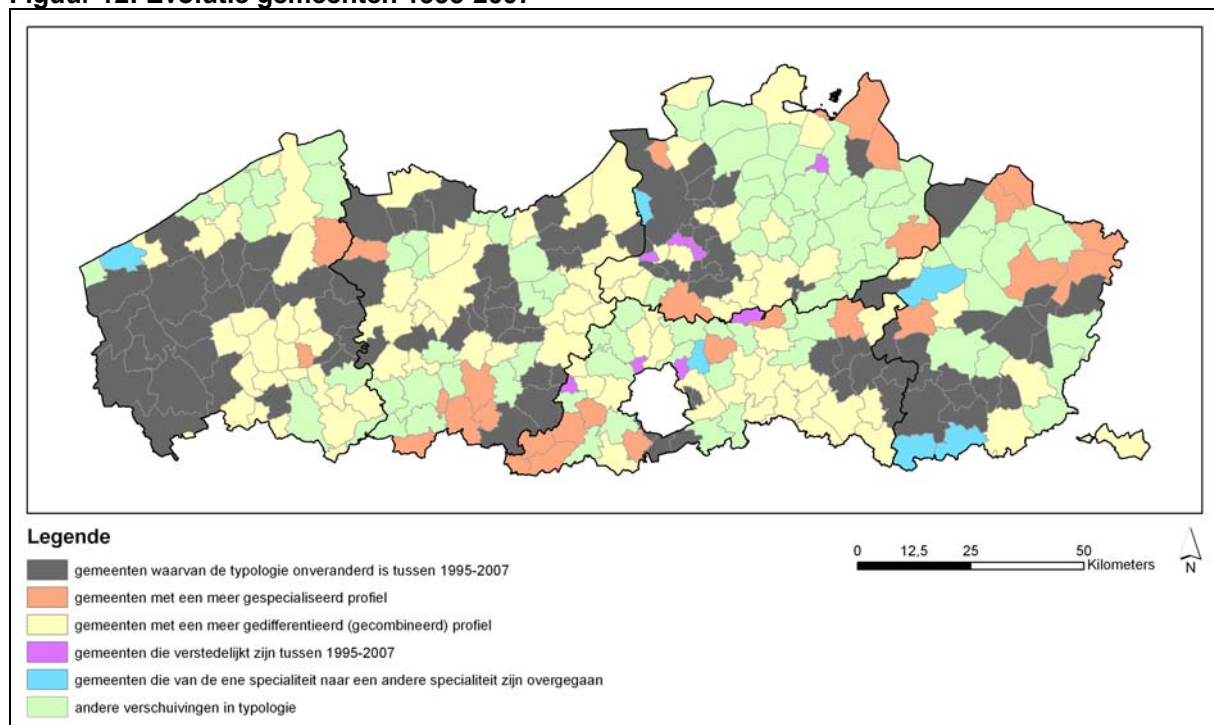 Figuur 12: Evolutie gemeenten 1995-2007
Legende
gemeenten waarvan de typologie onveranderd is tussen 1995-2007
gemeenten met een meer gespecialiseerd profiel
gemeenten met een meer gedifferentieerd (gecombineerd) profiel
gemeenten die verstedelijkt zijn tussen 1995-2007
gemeenten die van de ene specialiteit naar een andere specialiteit zijn overgegaan
andere verschuivingen in typologie
0 12,5 25 50
Kilometers
N